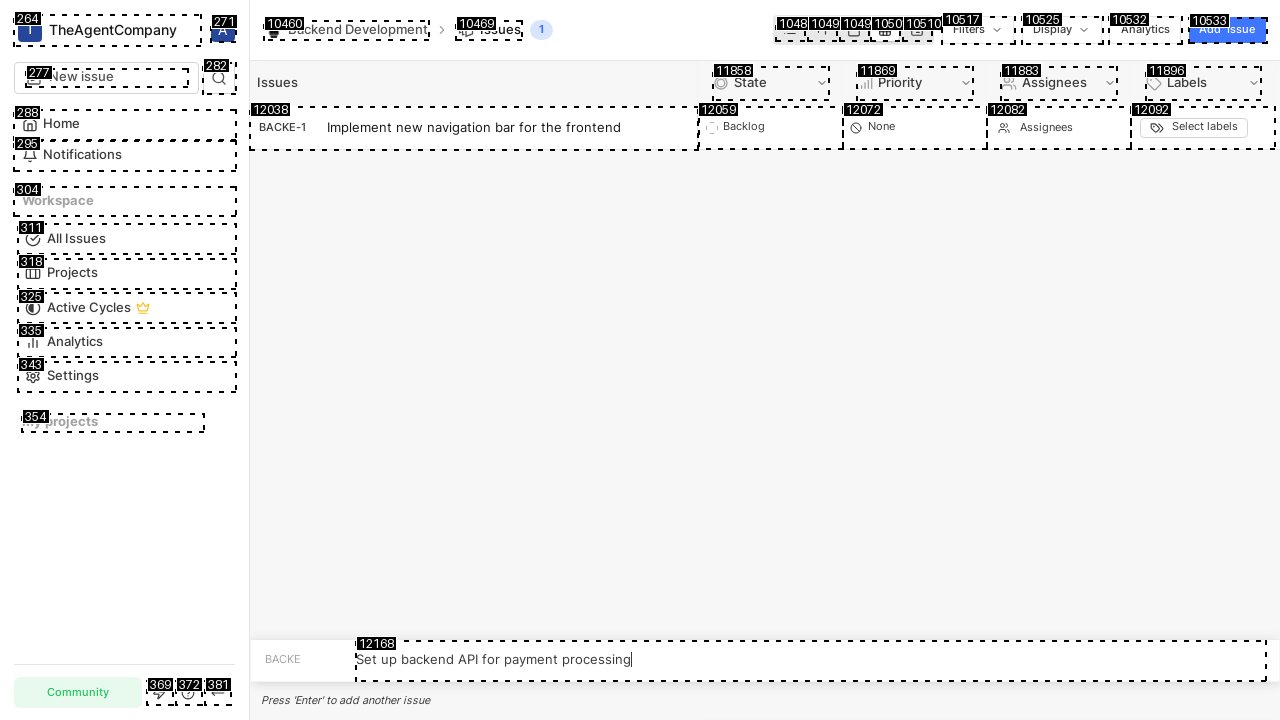 264
TheAgentCompany
271
277
New issue
282
288
Home
295
Notifications
304
Workspace
311
All Issues
318
Projects
325
Active Cycles
335
Analytics
343
Settings
354
My projects
Community
369
372
381
10460
Backend Development
10469
Issues
1
1048
1049
1049
1050
10510
10517
Filters
10525
Display
10532
Analytics
10533
Add Issue
Issues
11858
State
11869
Priority
11883
Assignees
11896
Labels
12038
BACKE-1
Implement new navigation bar for the frontend
12059
Backlog
12072
None
12082
Assignees
12092
Select labels
12168
BACKE
Set up backend API for payment processing
Press 'Enter' to add another issue